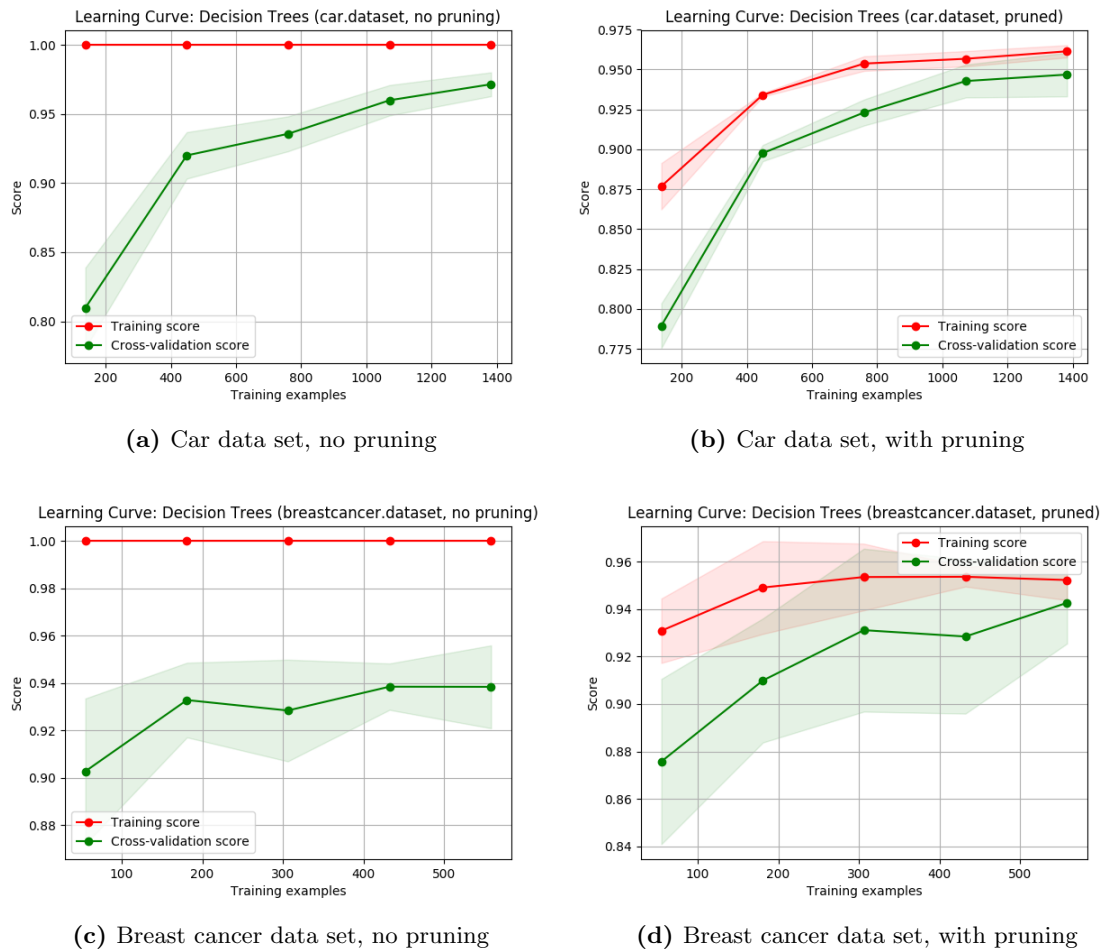 Learning Curve: Decision Trees (car.dataset, no pruning)
1.00
0.95
0.90
0.85
0.80
Score
Training score
Cross-validation score
200 400 600 800 1000 1200 1400
Training examples
(a) Car data set, no pruning
Learning Curve: Decision Trees (car.dataset, pruned)
0.975
0.950
0.925
0.900
0.875
0.850
0.825
0.800
0.775
Score
Training score
Cross-validation score
200 400 600 800 1000 1200 1400
Training examples
(b) Car data set, with pruning
Learning Curve: Decision Trees (breastcancer.dataset, no pruning)
1.00
0.98
0.96
0.94
0.92
0.90
0.88
Score
Training score
Cross-validation score
100 200 300 400 500
Training examples
(c) Breast cancer data set, no pruning
Learning Curve: Decision Trees (breastcancer.dataset, pruned)
Training score
Cross-validation score
0.96
0.94
0.92
0.90
0.88
0.86
0.84
Score
100 200 300 400 500
Training examples
(d) Breast cancer data set, with pruning